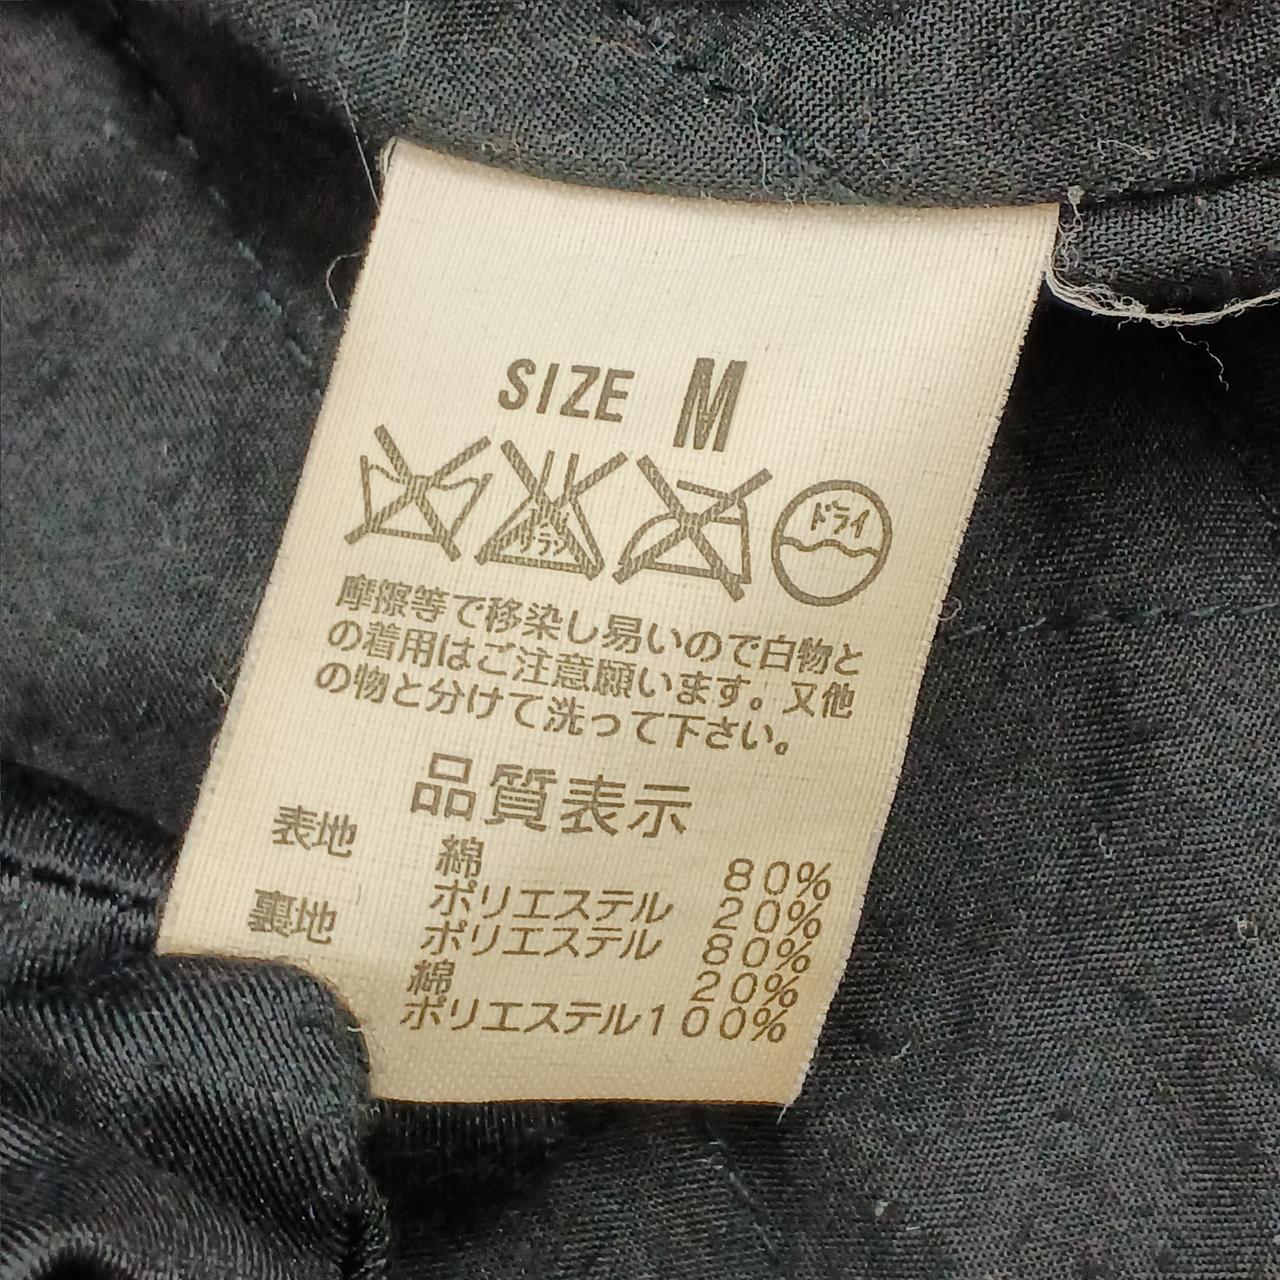 SIZE M
ドライ
摩擦等で移染し易いので白物と
の着用はご注意願います。又他
の物と分けて洗って下さい。
品質表示
表地 綿 80%
ポリエステル 20%
裏地 ポリエステル 80%
綿 20%
ポリエステル100%